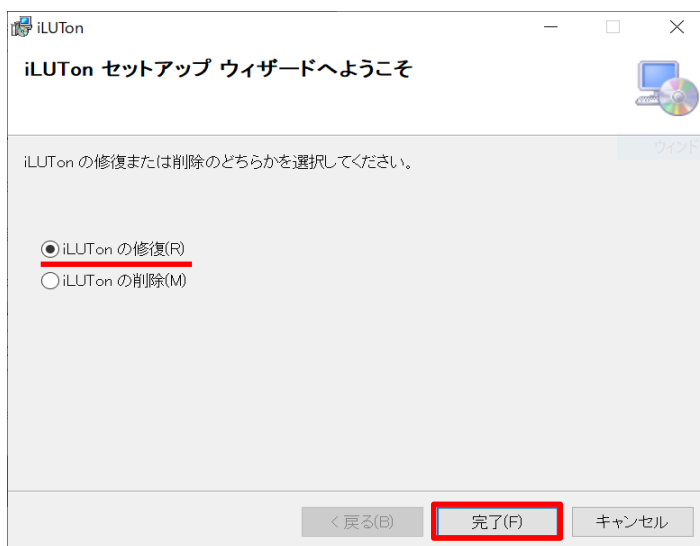 iLUTon
iLUTon セットアップ ウィザードへようこそ
ウィンド
iLUTon の修復または削除のどちらかを選択してください。
iLUTon の修復(R)
iLUTon の削除(M)
< 戻る(B)
完了(F)
キャンセル